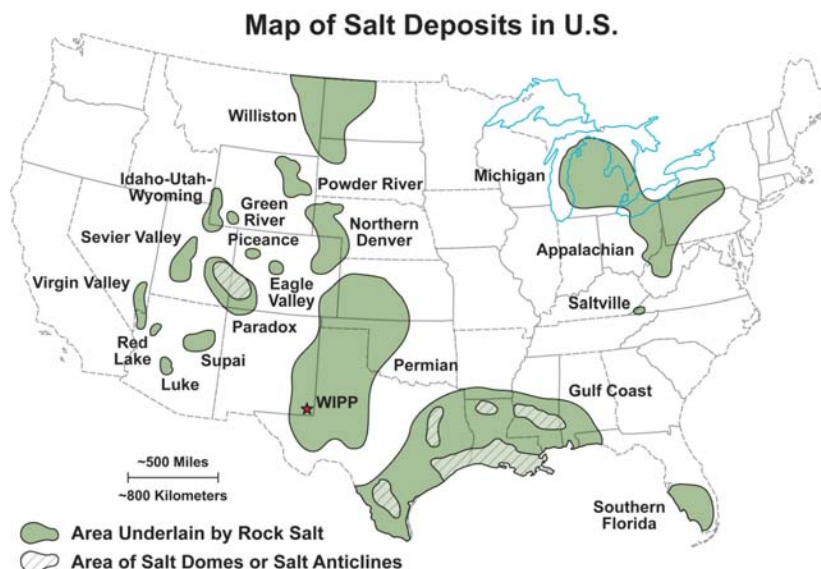 Map of Salt Deposits in U.S.
Williston
Michigan
Idaho-Utah-
Wyoming
Powder River
Green
River
Northern
Denver
Sevier Valley
Piceance
Appalachian
Eagle
Valley
Virgin Valley
Saltville
Paradox
Red
Lake
Supai
Permian
Luke
Gulf Coast
WIPP
~500 Miles
~800 Kilometers
Southern
Florida
Area Underlain by Rock Salt
Area of Salt Domes or Salt Anticlines